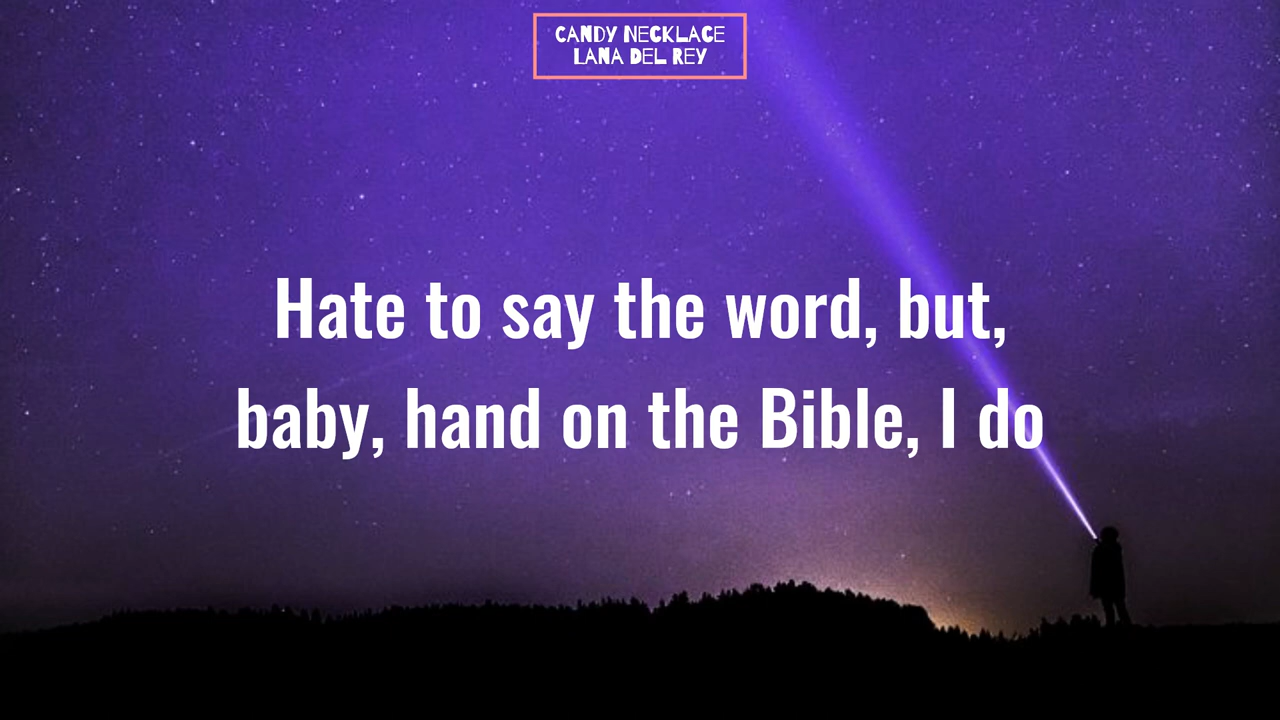 CANDY NECKLACE
LANA DEL REY
Hate to say the word, but,
baby, hand on the Bible, I do